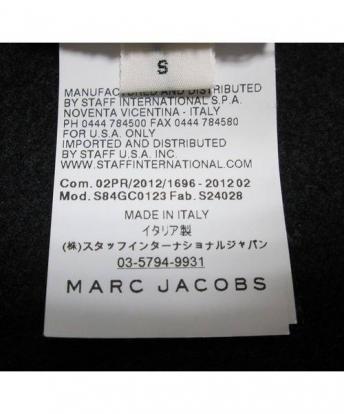 S
MANUFACTURED AND DISTRIBUTED
BY STAFF INTERNATIONAL S.P.A.
NOVENTA VICENTINA - ITALY
PH 0444 784500 FAX 0444 784580
FOR U.S.A. ONLY
IMPORTED AND DISTRIBUTED
BY STAFF U.S.A. INC.
WWW.STAFFINTERNATIONAL.COM
Com. 02PR/2012/1696 - 2012 02
Mod. S84GC0123 Fab. S24028
MADE IN ITALY
イタリア製
(株)スタッフインターナショナルジャパン
03-5794-9931
MARC JACOBS